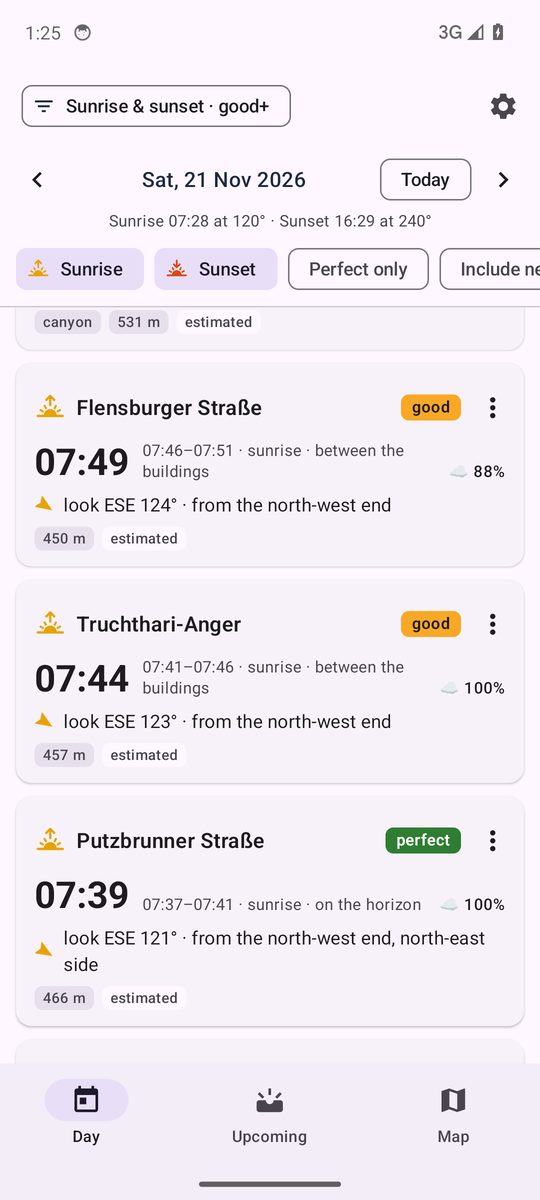 1:25
3G
Sunrise & sunset · good+
Sat, 21 Nov 2026
Today
Sunrise 07:28 at 120° · Sunset 16:29 at 240°
Sunrise
Sunset
Perfect only
Include ne
canyon
531 m
estimated
Flensburger Straße
good
07:49
07:46–07:51 · sunrise · between the
buildings
88%
look ESE 124° · from the north-west end
450 m
estimated
Truchthari-Anger
good
07:44
07:41–07:46 · sunrise · between the
buildings
100%
look ESE 123° · from the north-west end
457 m
estimated
Putzbrunner Straße
perfect
07:39
07:37–07:41 · sunrise · on the horizon
100%
look ESE 121° · from the north-west end, north-east
side
466 m
estimated
Day
Upcoming
Map